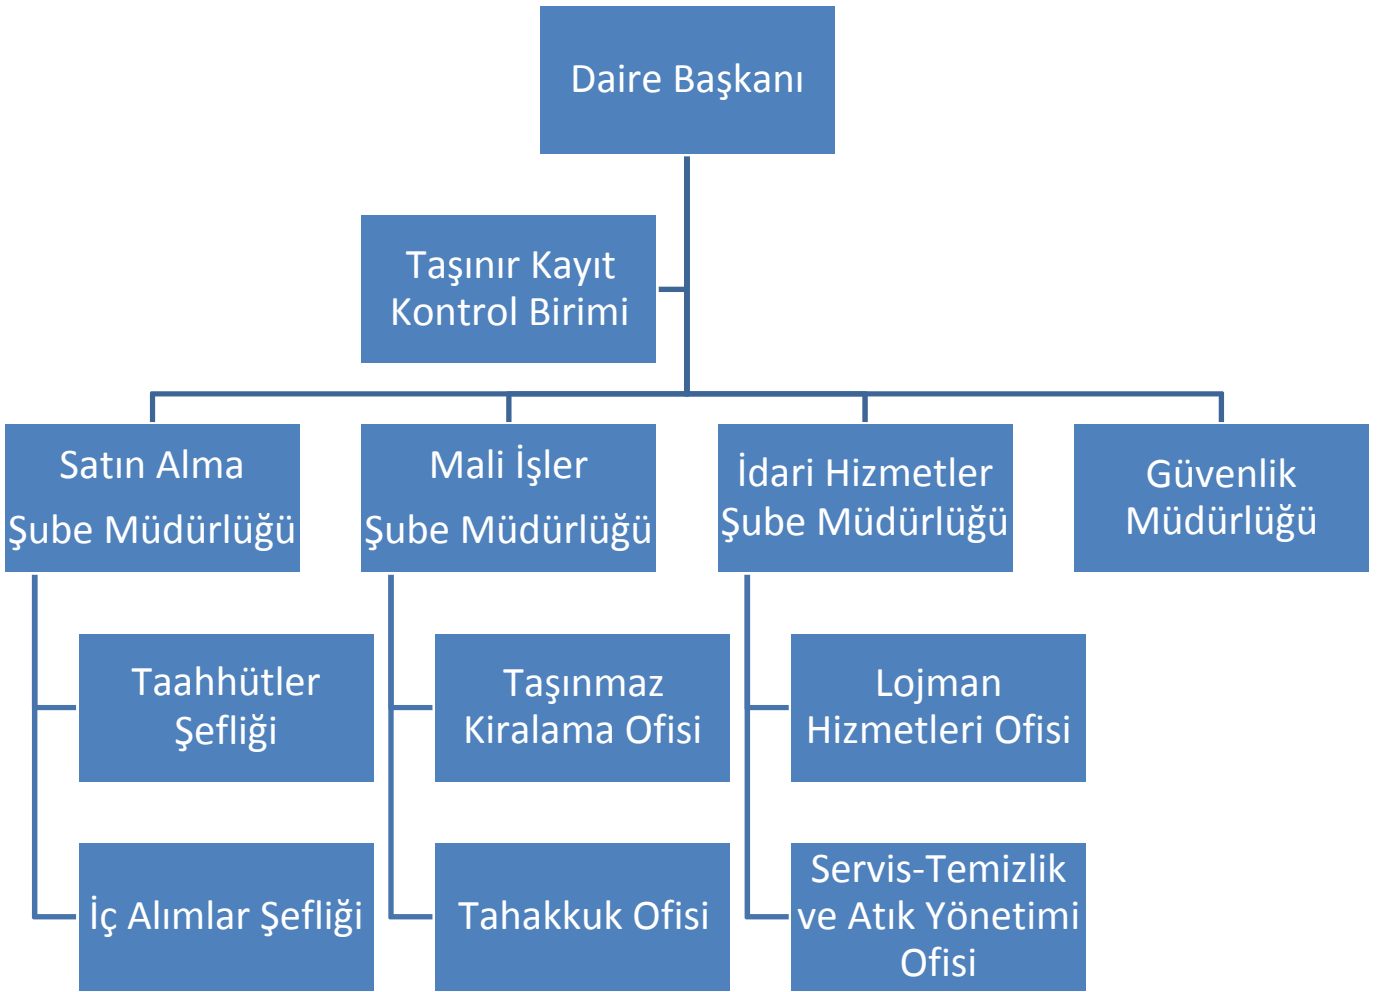 Daire Başkanı
Taşınır Kayıt
Kontrol Birimi
Satın Alma
Şube Müdürlüğü
Mali İşler
Şube Müdürlüğü
İdari Hizmetler
Şube Müdürlüğü
Güvenlik
Müdürlüğü
Taahhütler
Şefliği
Taşınmaz
Kiralama Ofisi
Lojman
Hizmetleri Ofisi
İç Alımlar Şefliği
Tahakkuk Ofisi
Servis-Temizlik
ve Atık Yönetimi
Ofisi